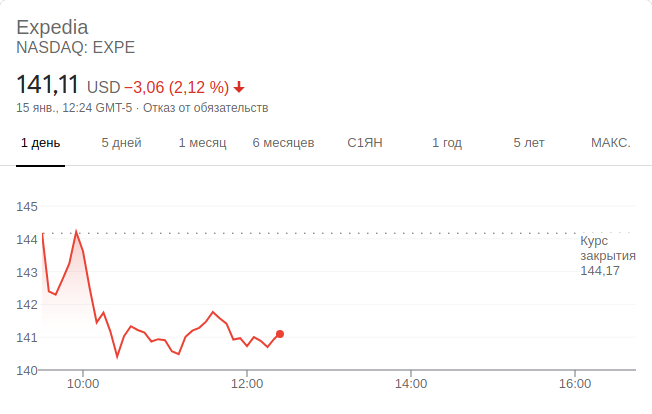 Expedia
NASDAQ: EXPE
141,11 USD −3,06 (2,12 %)
15 янв., 12:24 GMT-5 · Отказ от обязательств
1 день 5 дней 1 месяц 6 месяцев С1ЯН 1 год 5 лет МАКС.
145
144
143
142
141
140
Курс
закрытия
144,17
10:00 12:00 14:00 16:00